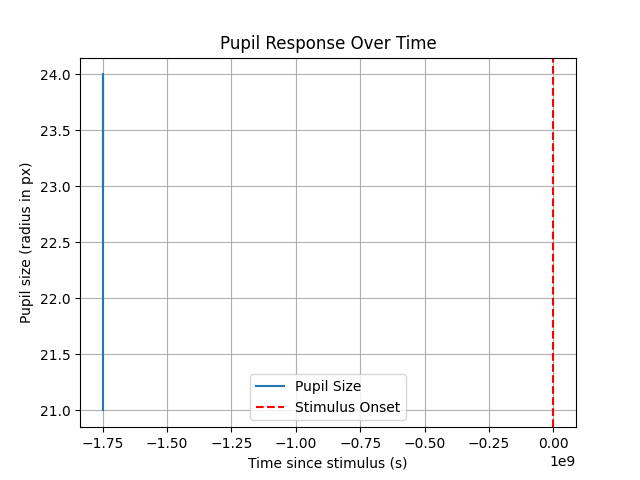 Pupil Response Over Time
Pupil size (radius in px)
24.0
23.5
23.0
22.5
22.0
21.5
21.0
Pupil Size
Stimulus Onset
−1.75 −1.50 −1.25 −1.00 −0.75 −0.50 −0.25 0.00
1e9
Time since stimulus (s)